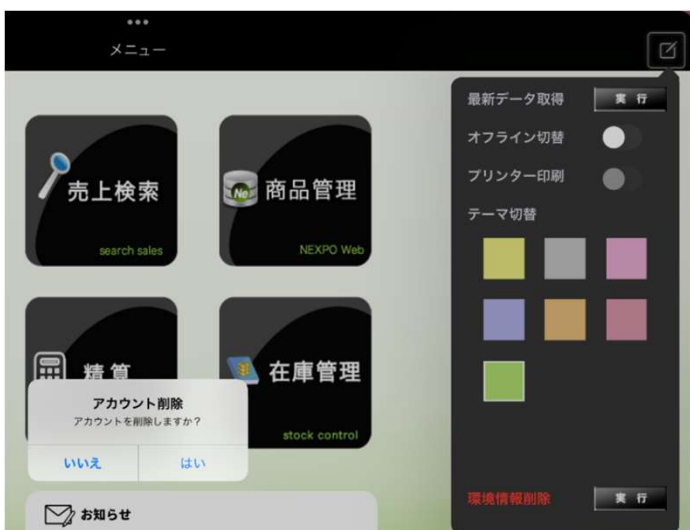 •••
メニュー
売上検索
search sales
Ne
商品管理
NEXPO Web
精算
在庫管理
stock control
アカウント削除
アカウントを削除しますか？
いいえ
はい
お知らせ
最新データ取得
実行
オフライン切替
プリンター印刷
テーマ切替
環境情報削除
実行